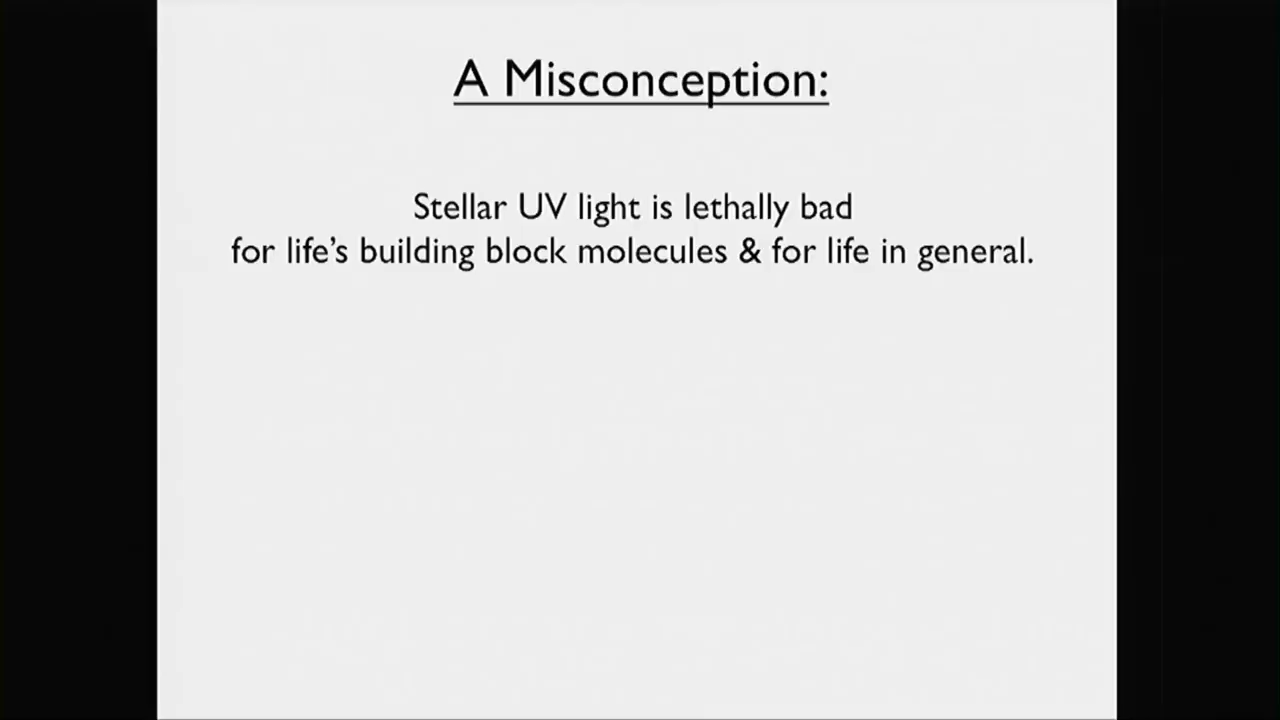 A Misconception:
Stellar UV light is lethally bad
for life’s building block molecules & for life in general.